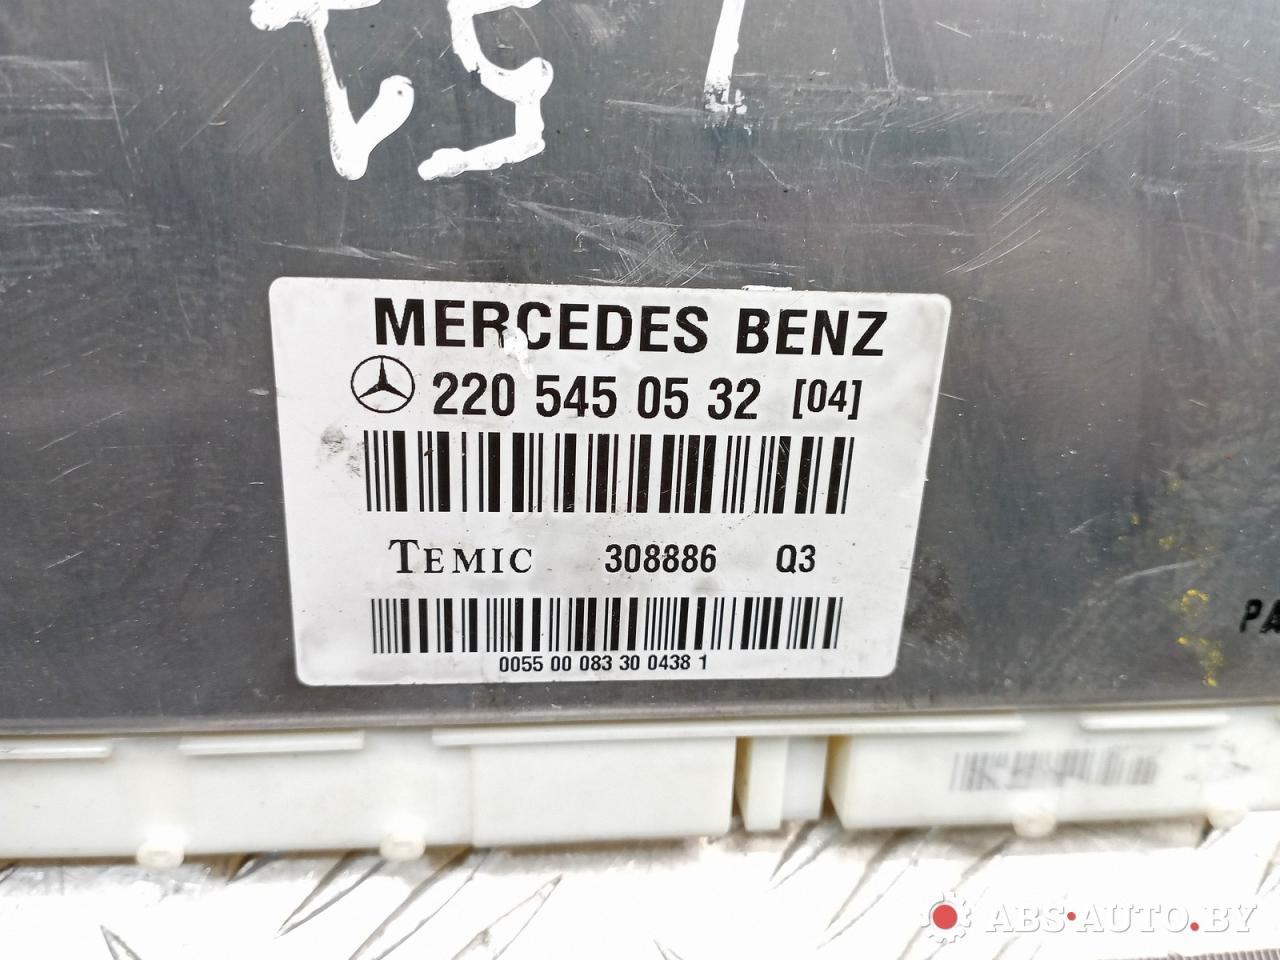 MERCEDES BENZ
220 545 05 32 [04]
TEMIC 308886 Q3
0055 00 083 30 0438 1
PA
ABS-AUTO.BY